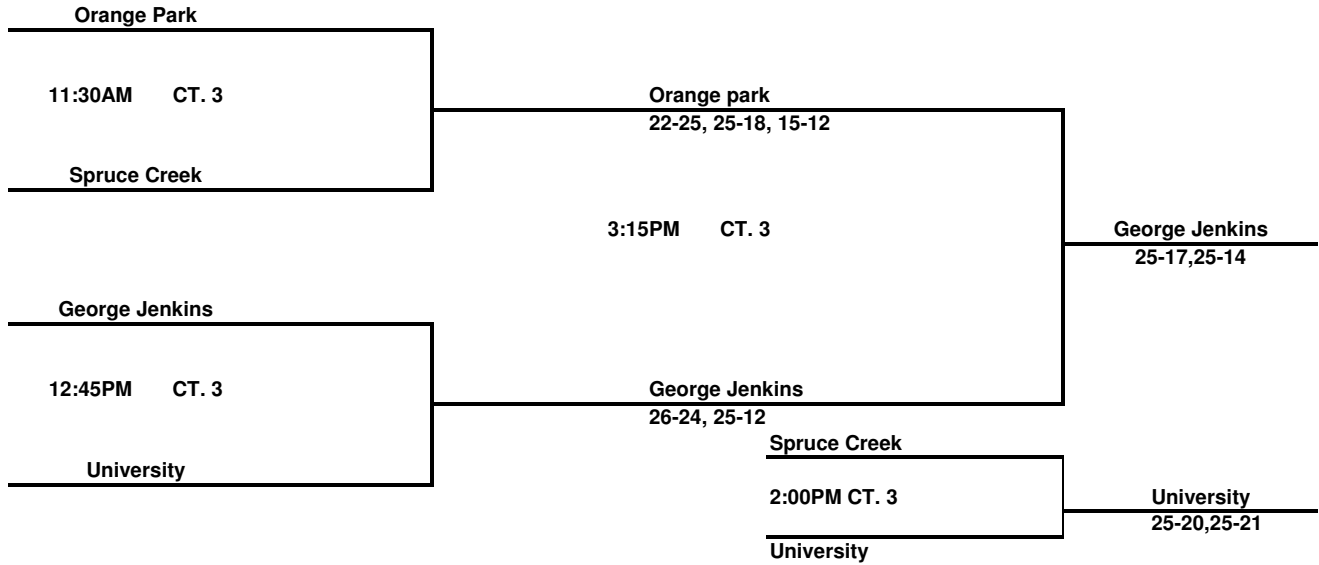 Orange Park
11:30AM CT. 3
Orange park
22-25, 25-18, 15-12
Spruce Creek
3:15PM CT. 3
George Jenkins
25-17,25-14
George Jenkins
12:45PM CT. 3
George Jenkins
26-24, 25-12
Spruce Creek
University
2:00PM CT. 3
University
25-20,25-21
University